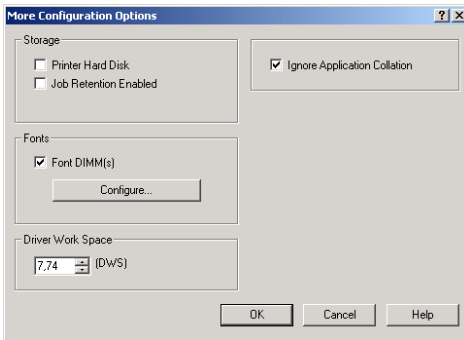 More Configuration Options
Storage
Printer Hard Disk
Job Retention Enabled
Ignore Application Collation
Fonts
Font DIMM(s)
Configure...
Driver Work Space
7,74 (DWS)
OK Cancel Help